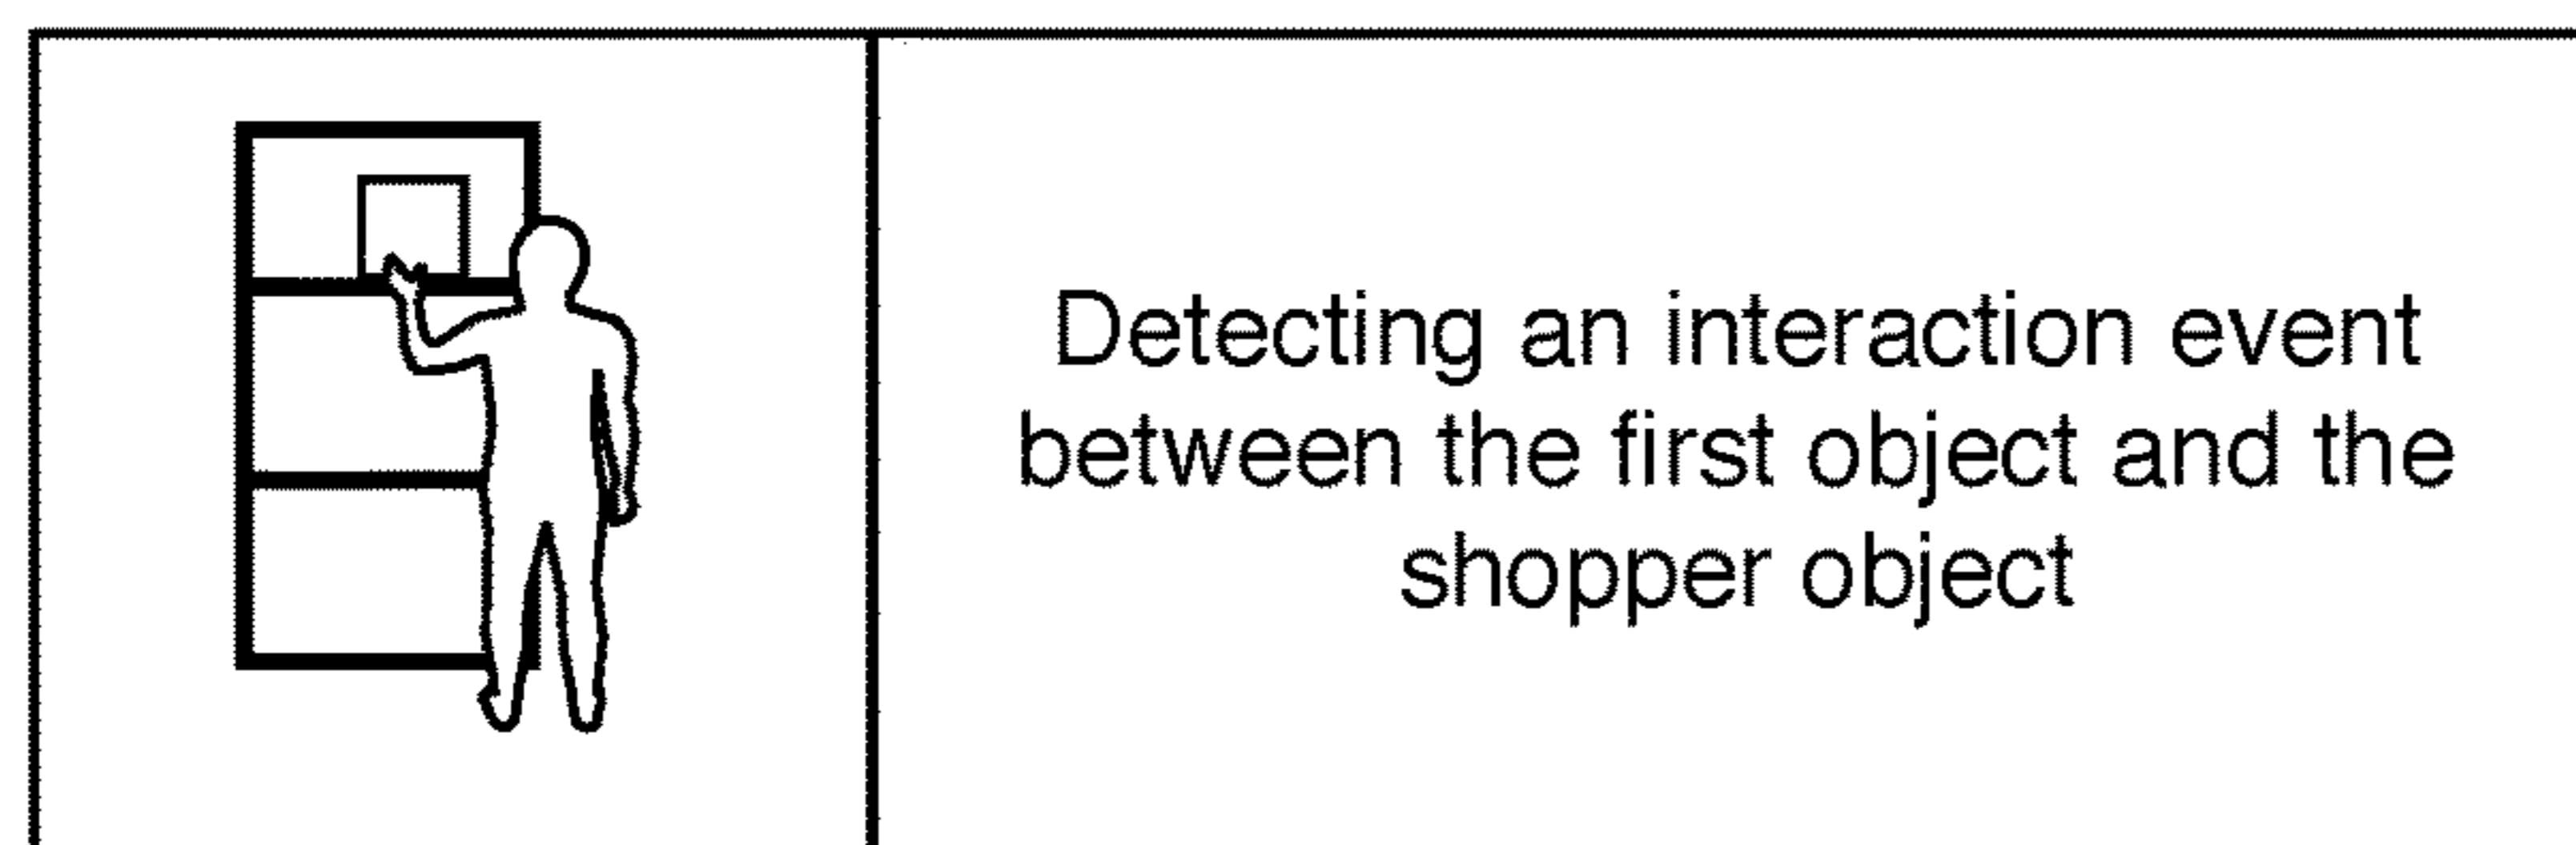 Detecting an interaction event
between the first object and the
shopper object